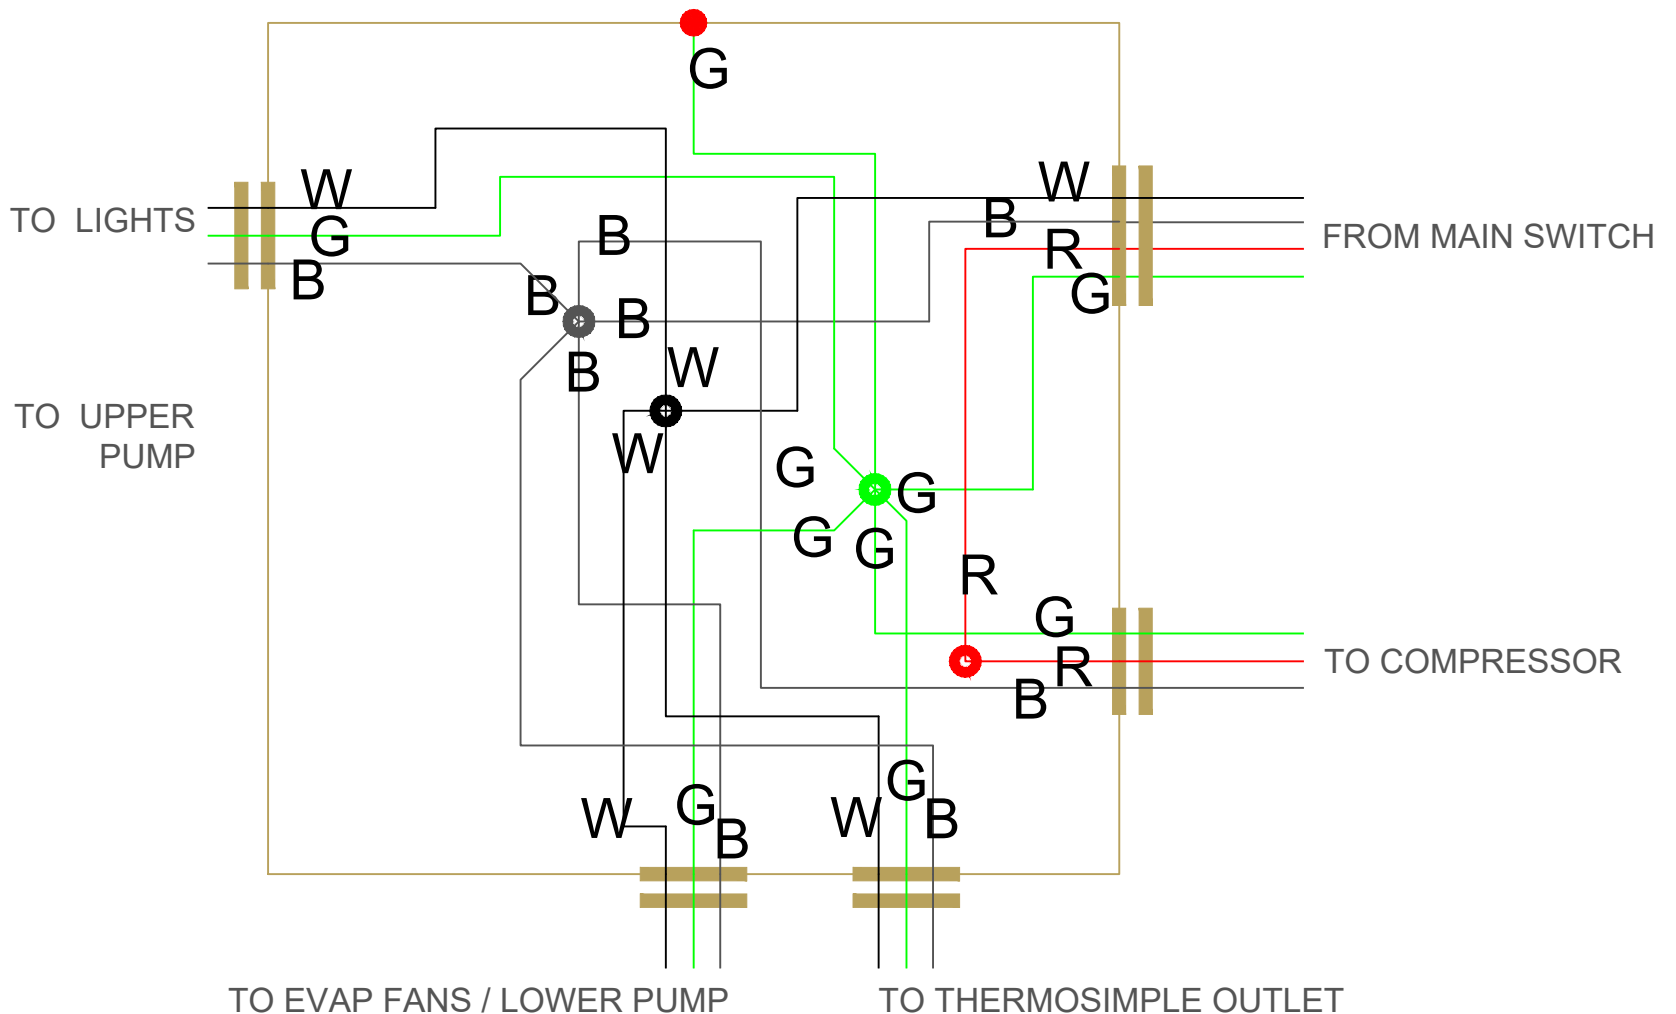 G
W
W
TO LIGHTS
B
G
B
R
FROM MAIN SWITCH
B
G
B
B
B
W
B
TO UPPER
PUMP
W
G
G
G
G
R
G
TO COMPRESSOR
R
B
G
G
W
W
B
B
TO EVAP FANS / LOWER PUMP
TO THERMOSIMPLE OUTLET